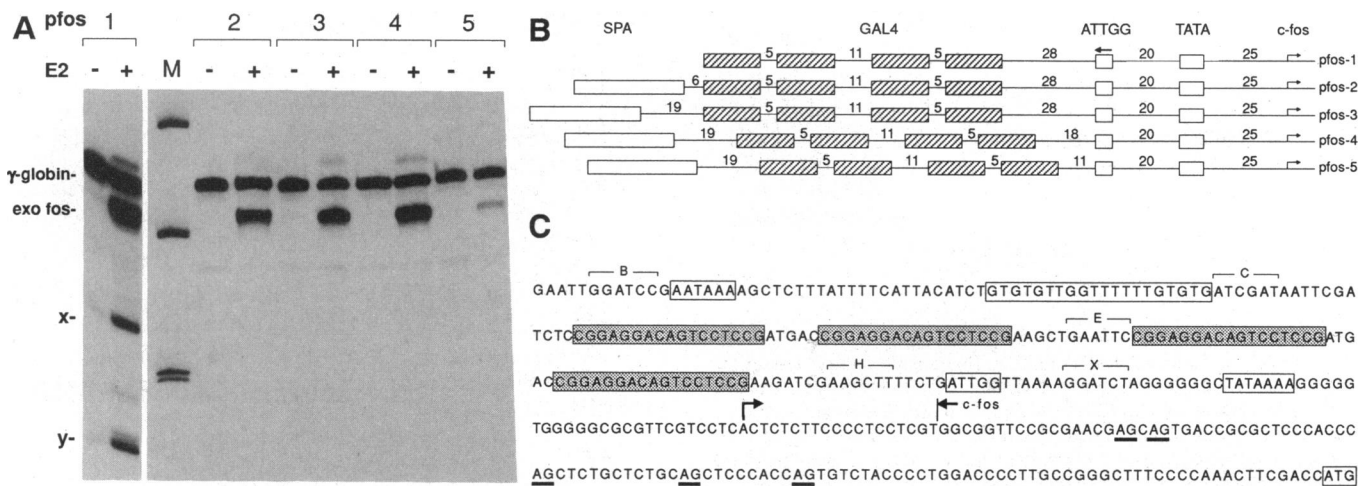 A
pfos 1 2 3 4 5
E2 - + M - + - + - + - +
γ-globin-
exo fos-
x-
y-
B
SPA GAL4 ATTGG TATA c-fos
5 11 5 28 20 25 pfos-1
6 5 11 5 28 20 25 pfos-2
19 5 11 5 28 20 25 pfos-3
19 5 11 5 18 20 25 pfos-4
19 5 11 5 11 20 25 pfos-5
C
B C
GAATTGGATCCGAATAAAAGCTCTTTATTTTCATTACATCTGTGTGTTGGTTTTTTGTGTGATCGATAATTCGA
E
TCTCCGGAGGACAGTCCTCCGATGACCGGAGGACAGTCCTCCGAAGCTGAATTCCGGAGGACAGTCCTCCGATG
H X
ACCGGAGGACAGTCCTCCGAAGATCGAAGCTTTTCTGATTGGTTAAAAGGATCTAGGGGGGCTATAAAAGGGGG
c-fos
TGGGGGCGCGTTCGTCCTCACTCTCTTCCCCTCCTCGTGGCGGTTCCGCGAACGAGCAGTGACCGCGCTCCCACCC
AGCTCTGCTCTGCAGCTCCCACCAGTGTCTACCCCTGGACCCCTTGCCGGGCTTTCCCCAAACTTCGACCATG